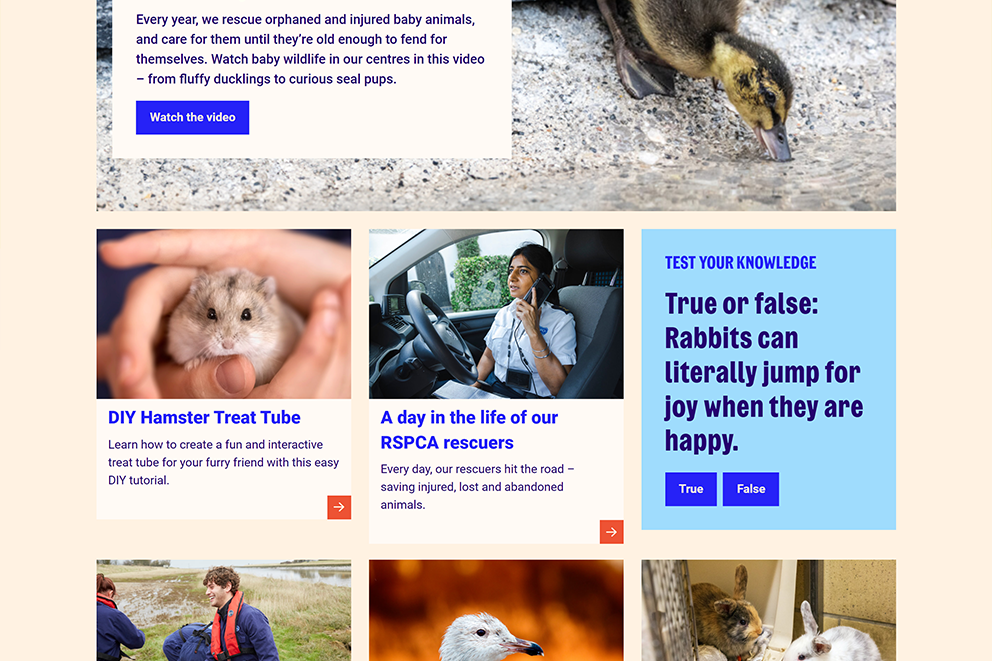 Every year, we rescue orphaned and injured baby animals,
and care for them until they’re old enough to fend for
themselves. Watch baby wildlife in our centres in this video
– from fluffy ducklings to curious seal pups.
Watch the video
DIY Hamster Treat Tube
Learn how to create a fun and interactive
treat tube for your furry friend with this easy
DIY tutorial.
A day in the life of our
RSPCA rescuers
Every day, our rescuers hit the road –
saving injured, lost and abandoned
animals.
TEST YOUR KNOWLEDGE
True or false:
Rabbits can
literally jump for
joy when they are
happy.
True
False